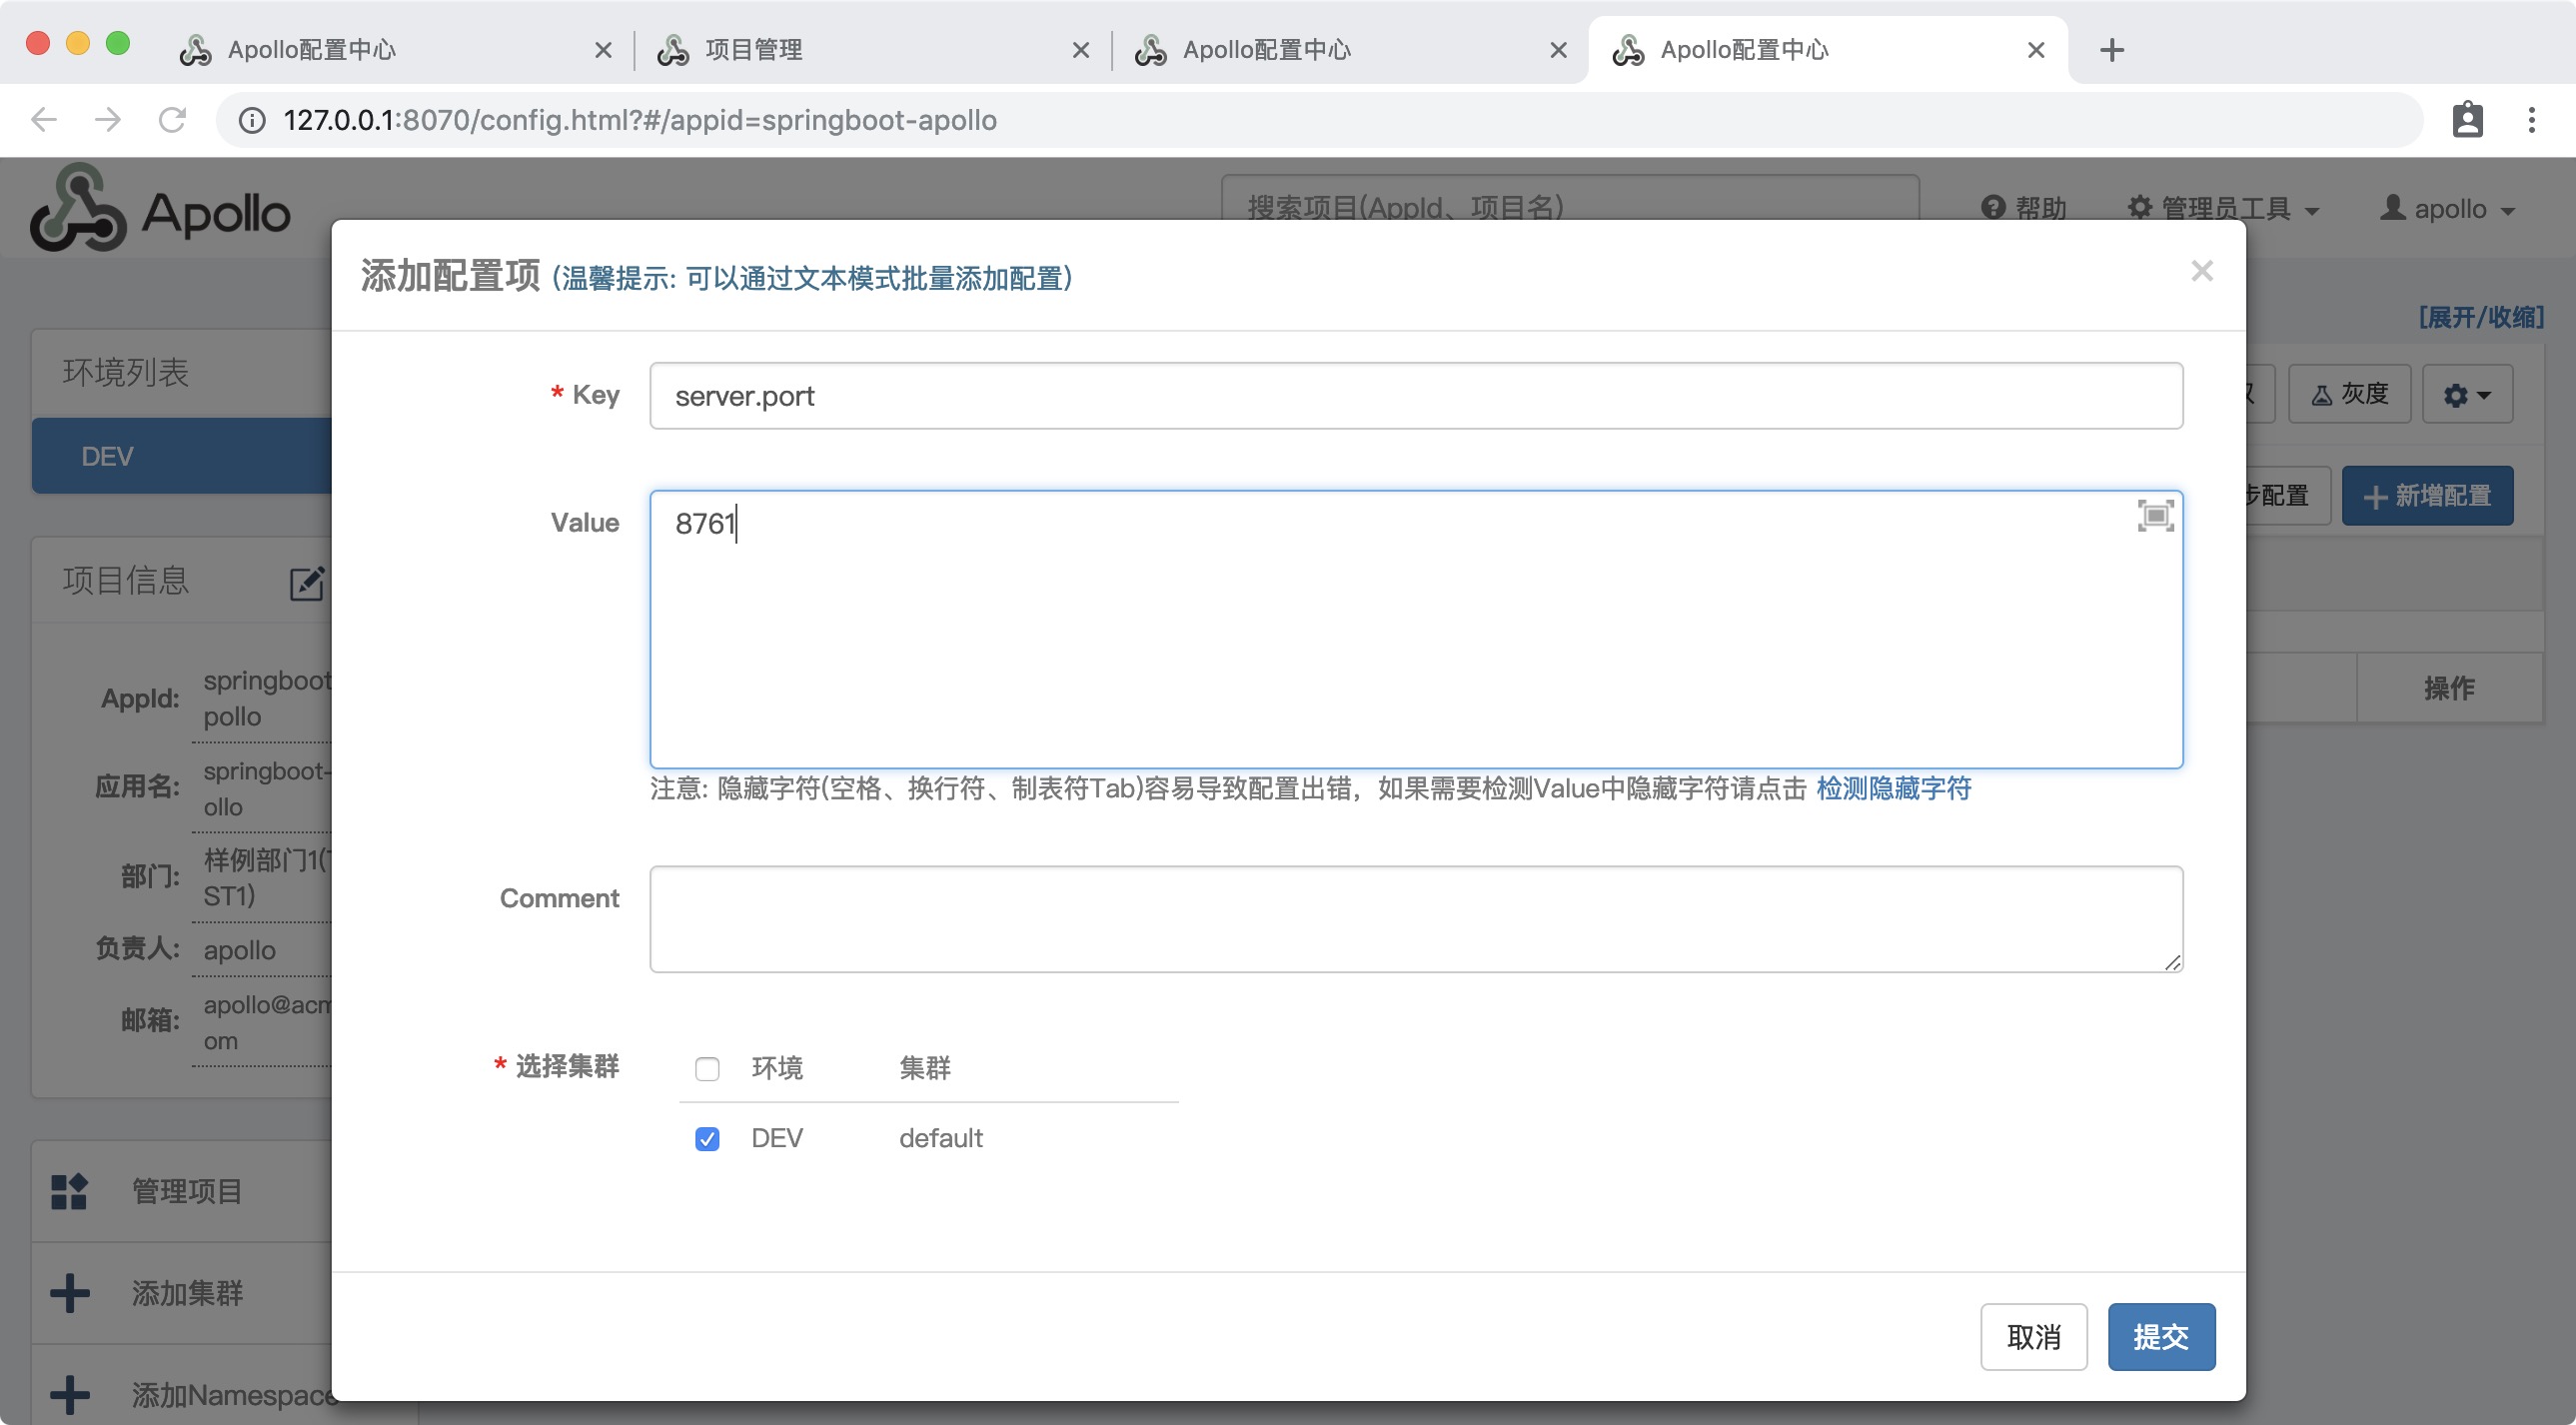 Apollo配置中心
项目管理
Apollo配置中心
Apollo配置中心
127.0.0.1:8070/config.html?#/appid=springboot-apollo
Apollo
搜索项目(AppId、项目名)
帮助
管理员工具
apollo
[展开/收缩]
环境列表
DEV
灰度
步配置
新增配置
操作
项目信息
AppId:
springboot
pollo
应用名:
springboot-
ollo
部门:
样例部门1(T
ST1)
负责人:
apollo
邮箱:
apollo@acm
om
管理项目
添加集群
添加Namespace
添加配置项 (温馨提示: 可以通过文本模式批量添加配置)
×
* Key
server.port
Value
8761
注意: 隐藏字符(空格、换行符、制表符Tab)容易导致配置出错，如果需要检测Value中隐藏字符请点击 检测隐藏字符
Comment
* 选择集群
环境 集群
DEV default
取消
提交